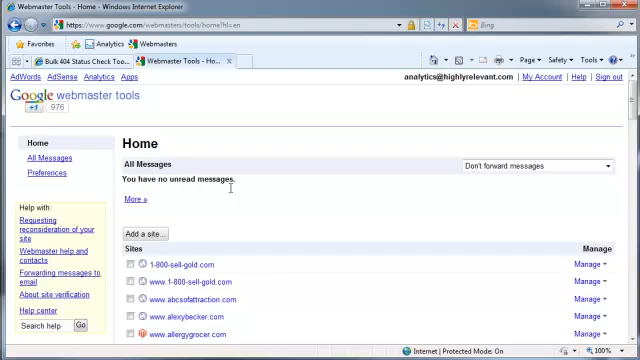 Webmaster Tools - Home - Windows Internet Explorer
https://www.google.com/webmasters/tools/home?hl=en
Bing
Favorites Analytics Webmasters
Bulk 404 Status Check Too... Webmaster Tools - Ho...
Page Safety Tools
AdWords AdSense Analytics Apps
analytics@highlyrelevant.com My Account Help Sign out
Google webmaster tools
+1 976
Home
All Messages
Preferences
Help with:
Requesting
reconsideration of your
site
Webmaster help and
contacts
Forwarding messages to
email
About site verification
Help center
Search help Go
Home
All Messages Don't forward messages
You have no unread messages.
More »
Add a site...
Sites Manage
1-800-sell-gold.com Manage
www.1-800-sell-gold.com Manage
www.abcsofattraction.com Manage
www.alexybecker.com Manage
www.allergygrocer.com Manage
Internet | Protected Mode: On 100%